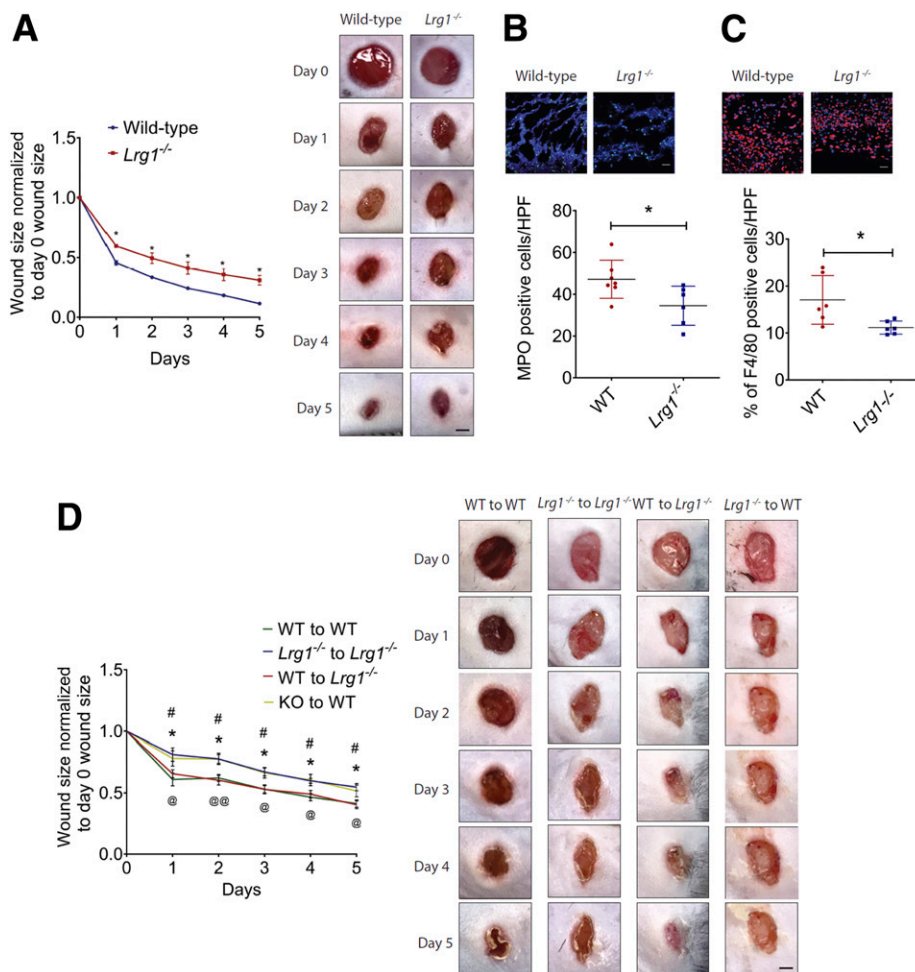 A
Wild-type Lrg1-/-
Day 0
Day 1
Day 2
Day 3
Day 4
Day 5
Wound size normalized
to day 0 wound size
1.5
1.0
0.5
0.0
Wild-type
Lrg1-/-
* * * * *
0 1 2 3 4 5
Days
B
Wild-type Lrg1-/-
MPO positive cells/HPF
80
60
40
20
0
*
WT Lrg1-/-
C
Wild-type Lrg1-/-
% of F4/80 positive cells/HPF
30
20
10
0
*
WT Lrg1-/-
D
Wound size normalized
to day 0 wound size
1.5
1.0
0.5
0.0
WT to WT
Lrg1-/- to Lrg1-/-
WT to Lrg1-/-
KO to WT
# # # # #
* * * * *
@ @@ @ @ @
0 1 2 3 4 5
Days
WT to WT Lrg1-/- to Lrg1-/- WT to Lrg1-/- Lrg1-/- to WT
Day 0
Day 1
Day 2
Day 3
Day 4
Day 5